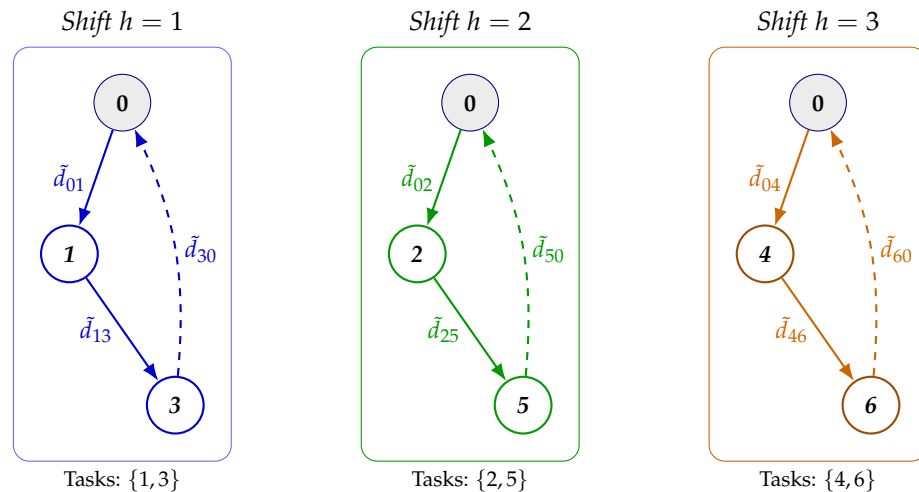 Shift h = 1
0
d̃₀₁
1
d̃₃₀
d̃₁₃
3
Tasks: {1, 3}
Shift h = 2
0
d̃₀₂
2
d̃₅₀
d̃₂₅
5
Tasks: {2, 5}
Shift h = 3
0
d̃₀₄
4
d̃₆₀
d̃₄₆
6
Tasks: {4, 6}